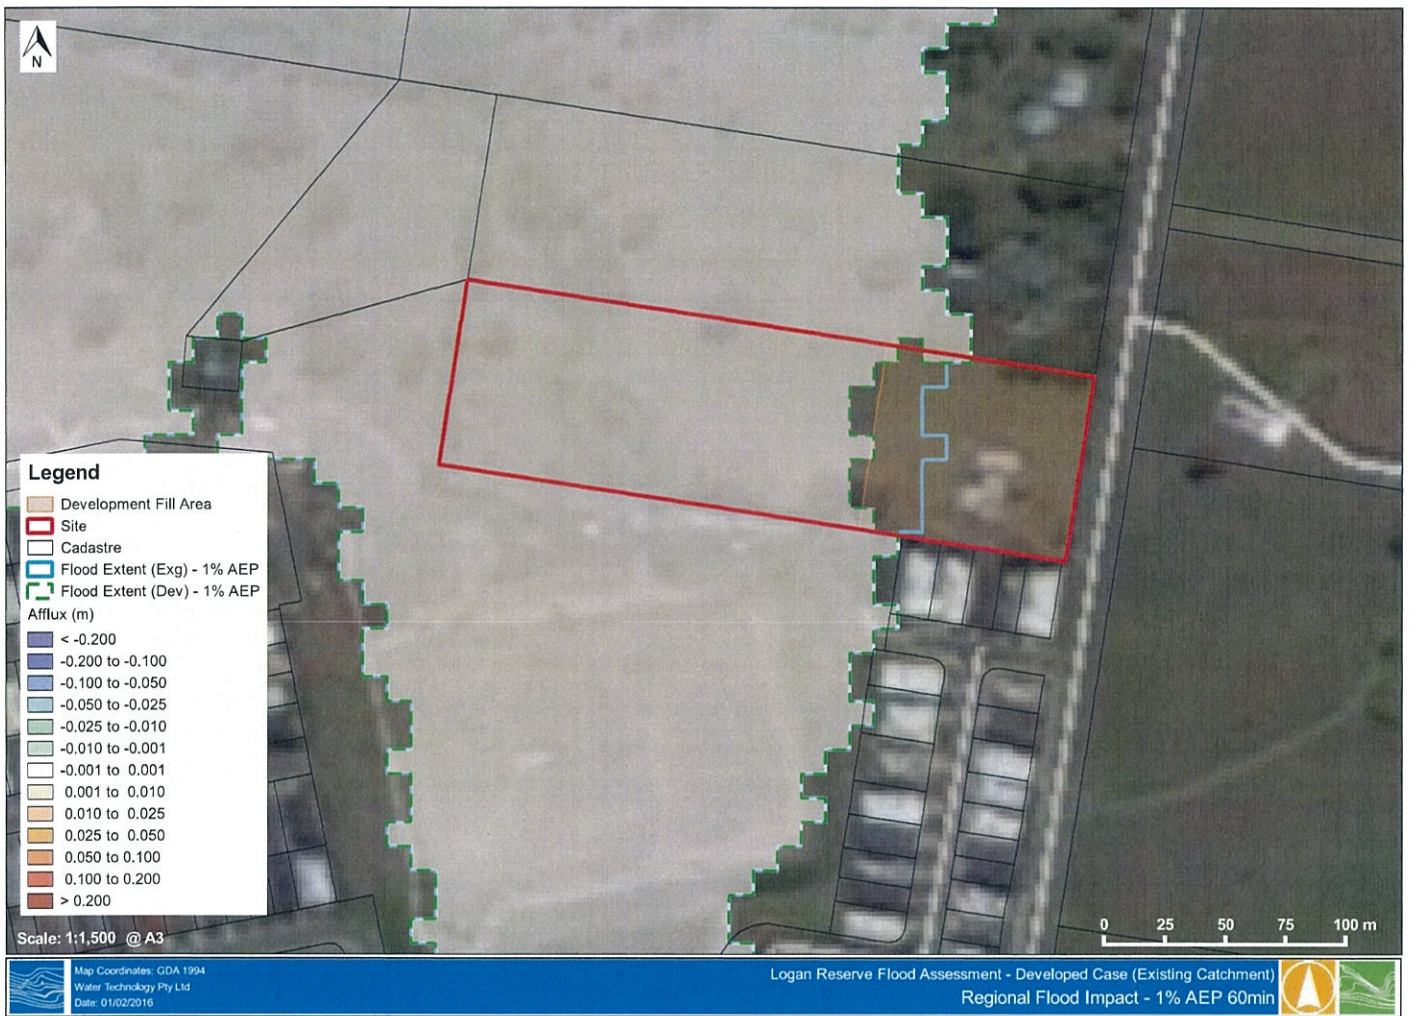 N
Legend
Development Fill Area
Site
Cadastre
Flood Extent (Exg) - 1% AEP
Flood Extent (Dev) - 1% AEP
Afflux (m)
< -0.200
-0.200 to -0.100
-0.100 to -0.050
-0.050 to -0.025
-0.025 to -0.010
-0.010 to -0.001
-0.001 to 0.001
0.001 to 0.010
0.010 to 0.025
0.025 to 0.050
0.050 to 0.100
0.100 to 0.200
> 0.200
Scale: 1:1,500 @ A3
0 25 50 75 100 m
Map Coordinates: GDA 1994
Water Technology Pty Ltd
Date: 01/02/2016
Logan Reserve Flood Assessment - Developed Case (Existing Catchment)
Regional Flood Impact - 1% AEP 60min